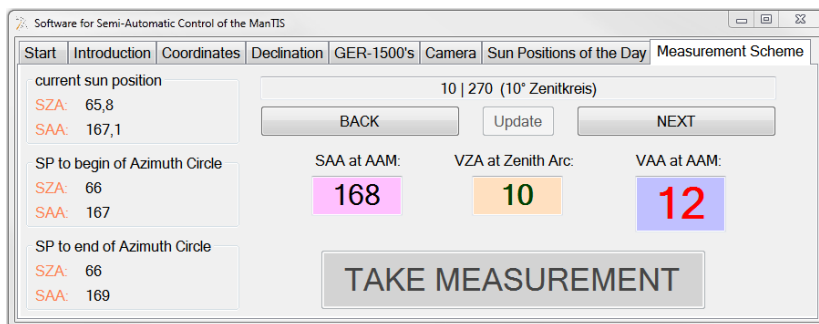 Software for Semi-Automatic Control of the ManTIS
Start Introduction Coordinates Declination GER-1500's Camera Sun Positions of the Day Measurement Scheme
current sun position
SZA: 65,8
SAA: 167,1
SP to begin of Azimuth Circle
SZA: 66
SAA: 167
SP to end of Azimuth Circle
SZA: 66
SAA: 169
10 | 270 (10° Zenitkreis)
BACK Update NEXT
SAA at AAM: VZA at Zenith Arc: VAA at AAM:
168 10 12
TAKE MEASUREMENT